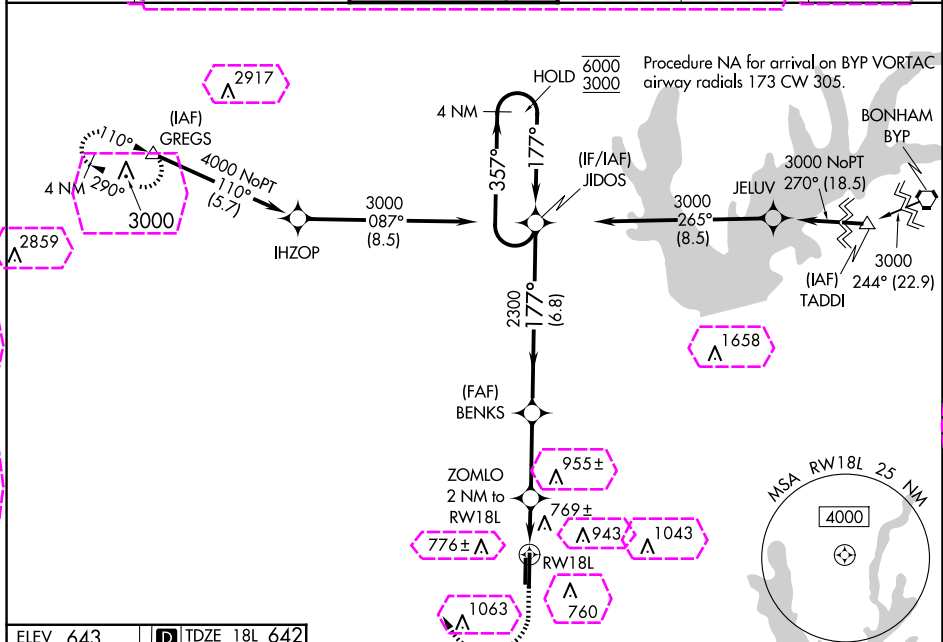 2917
HOLD
6000
3000
Procedure NA for arrival on BYP VORTAC
airway radials 173 CW 305.
4 NM
(IAF)
GREGS
110°
4 NM
290°
3000
4000 NoPT
110°
(5.7)
357°
177°
(IF/IAF)
JIDOS
BONHAM
BYP
3000 NoPT
270° (18.5)
JELUV
3000
087°
(8.5)
IHZOP
3000
265°
(8.5)
3000
244° (22.9)
(IAF)
TADDI
2859
2300
177°
(6.8)
1658
(FAF)
BENKS
955±
ZOMLO
2 NM to
RW18L
769±
943
1043
776±
RW18L
760
1063
MSA RW18L 25 NM
4000
ELEV 643
D
TDZE 18L 642